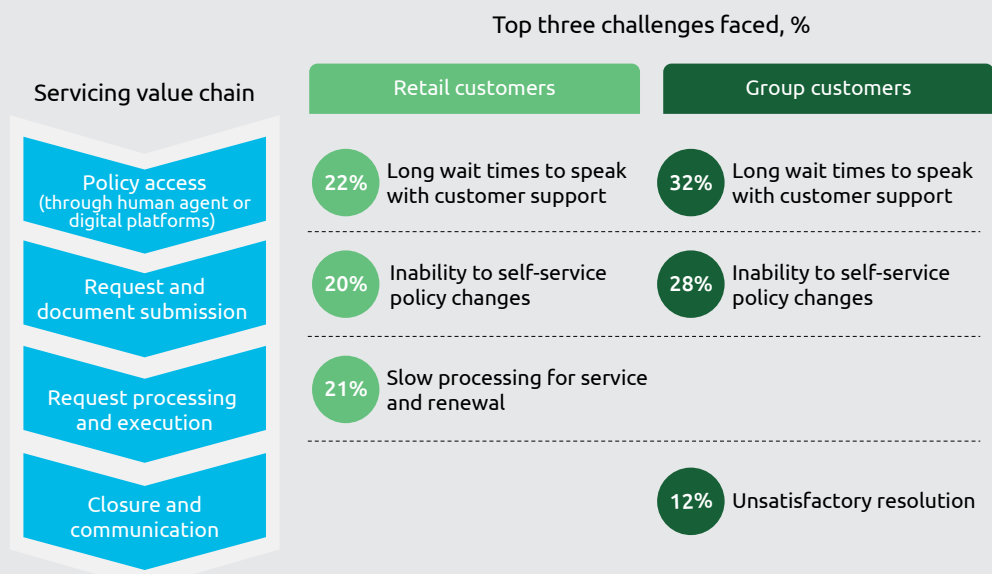 Top three challenges faced, %
Servicing value chain
Retail customers
Group customers
Policy access
(through human agent or
digital platforms)
22%
Long wait times to speak
with customer support
32%
Long wait times to speak
with customer support
Request and
document submission
20%
Inability to self-service
policy changes
28%
Inability to self-service
policy changes
Request processing
and execution
21%
Slow processing for service
and renewal
Closure and
communication
12%
Unsatisfactory resolution